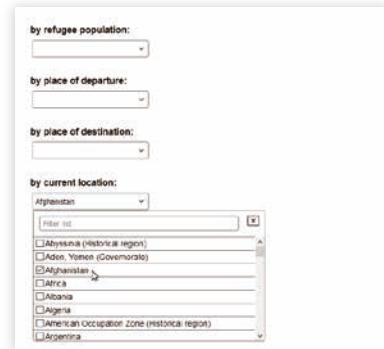 by refugee population:
by place of departure:
by place of destination:
by current location:
Afghanistan
Filter list
Abyssinia (Historical region)
Aden, Yemen (Governorate)
Afghanistan
Africa
Albania
Algeria
American Occupation Zone (Historical region)
Argentina